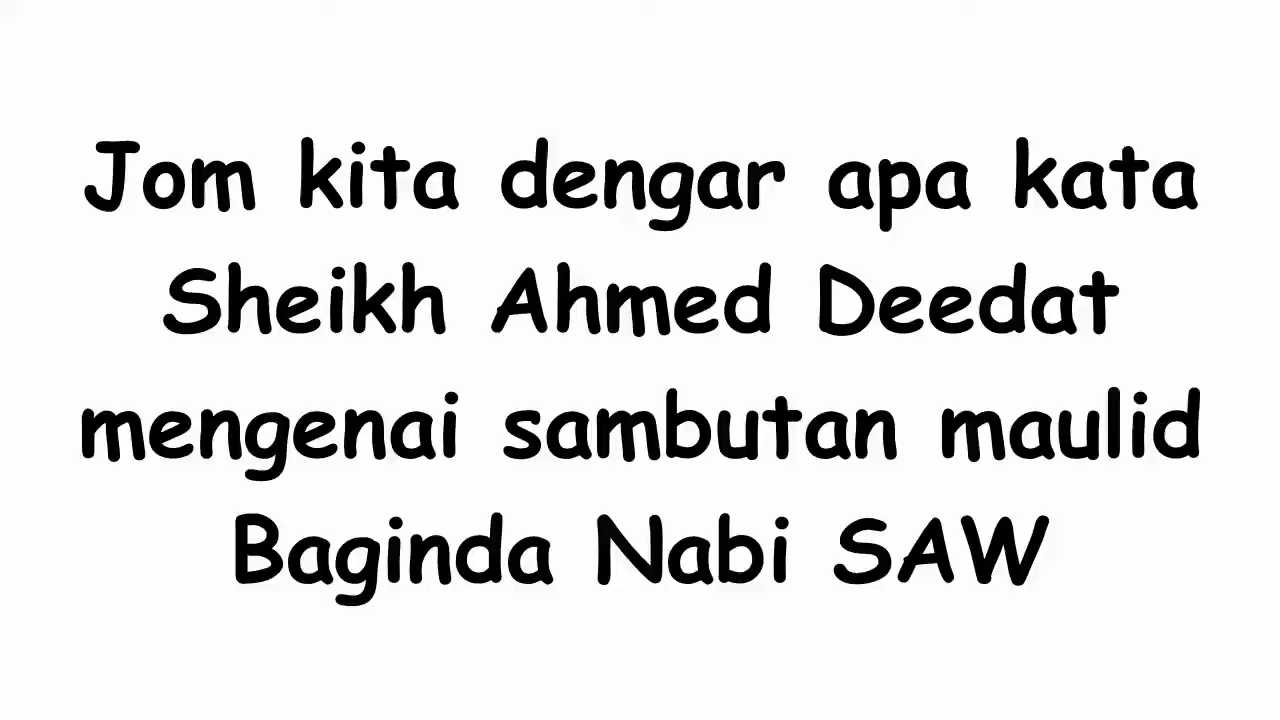 Jom kita dengar apa kata
Sheikh Ahmed Deedat
mengenai sambutan maulid
Baginda Nabi SAW